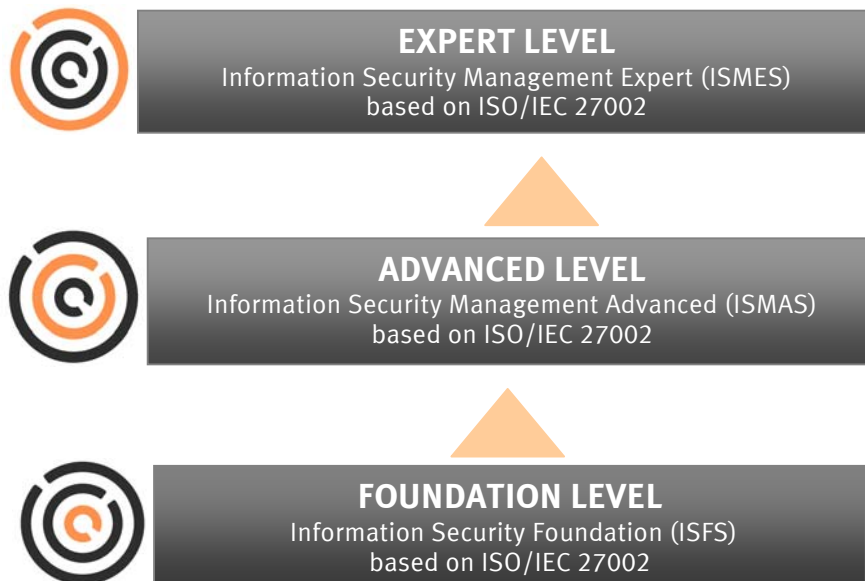 EXPERT LEVEL
Information Security Management Expert (ISMES)
based on ISO/IEC 27002
ADVANCED LEVEL
Information Security Management Advanced (ISMAS)
based on ISO/IEC 27002
FOUNDATION LEVEL
Information Security Foundation (ISFS)
based on ISO/IEC 27002